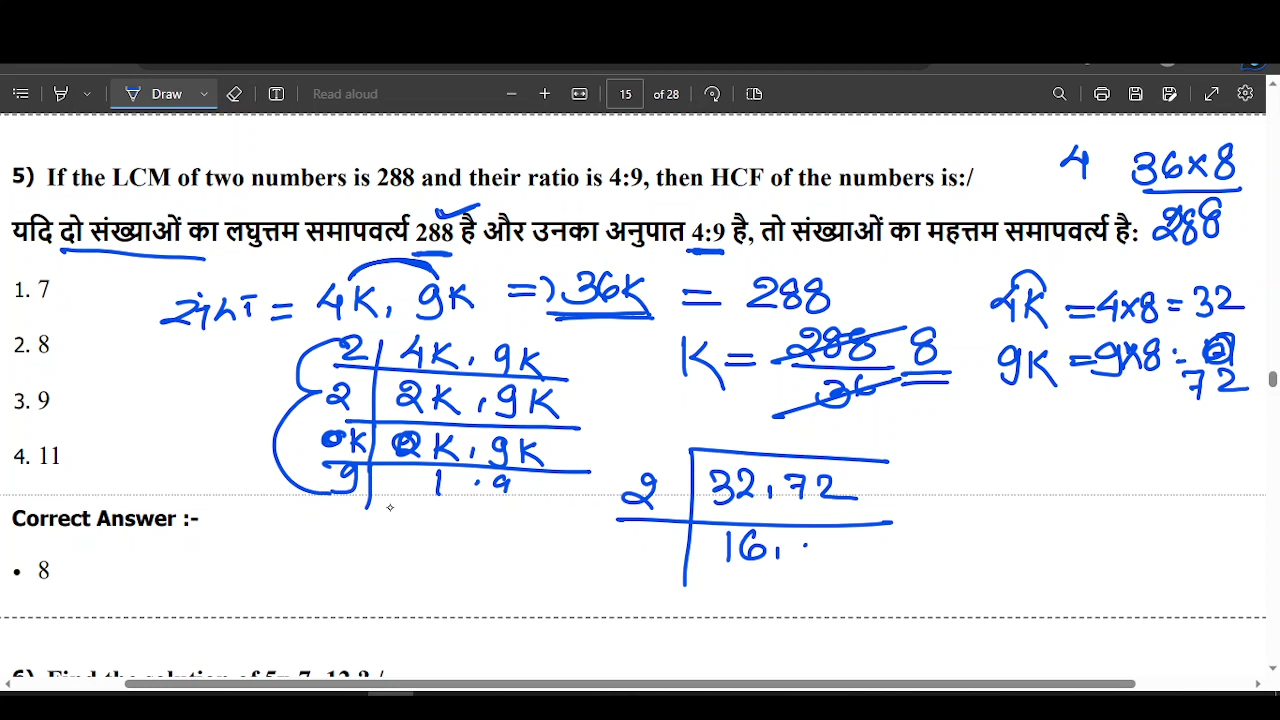 Draw
Read aloud
15
of 28
5) If the LCM of two numbers is 288 and their ratio is 4:9, then HCF of the numbers is:/
4 36×8
288
यदि दो संख्याओं का लघुत्तम समापवर्त्य 288 है और उनका अनुपात 4:9 है, तो संख्याओं का महत्तम समापवर्त्य है:
1. 7
= 4K, 9K => 36K = 288
4K = 4×8 = 32
2. 8
2 4K, 9K
K = 288/36 8
9K = 9×8 = 72
3. 9
2 2K, 9K
4. 11
K K, 9K
9 1, 9
2 32, 72
16,
Correct Answer :-
• 8